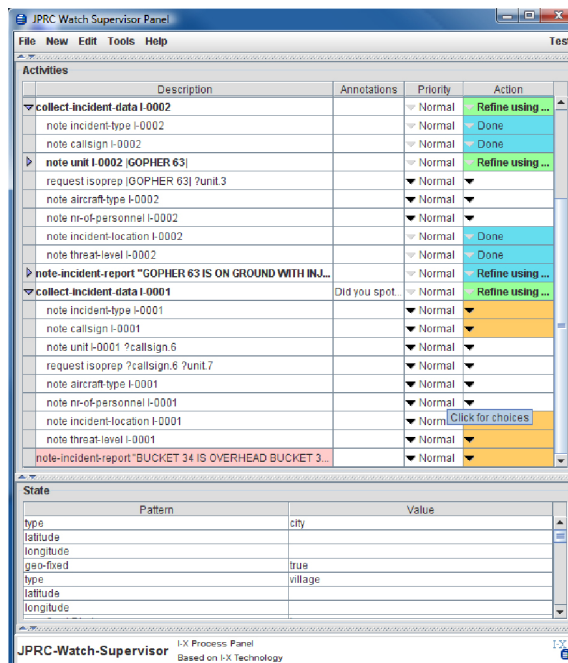 JPRC Watch Supervisor Panel
File New Edit Tools Help Tes
Activities
Description Annotations Priority Action
collect-incident-data I-0002 Normal Refine using ...
note incident-type I-0002 Normal Done
note callsign I-0002 Normal Done
note unit I-0002 |GOPHER 63| Normal Refine using ...
request isoprep |GOPHER 63| ?unit.3 Normal
note aircraft-type I-0002 Normal
note nr-of-personnel I-0002 Normal
note incident-location I-0002 Normal Done
note threat-level I-0002 Normal Done
note-incident-report "GOPHER 63 IS ON GROUND WITH INJ... Normal Refine using ...
collect-incident-data I-0001 Did you spot... Normal Refine using ...
note incident-type I-0001 Normal
note callsign I-0001 Normal
note unit I-0001 ?callsign.6 Normal
request isoprep ?callsign.6 ?unit.7 Normal
note aircraft-type I-0001 Normal
note nr-of-personnel I-0001 Normal
note incident-location I-0001 Norm Click for choices
note threat-level I-0001 Normal
note-incident-report "BUCKET 34 IS OVERHEAD BUCKET 3... Normal
State
Pattern Value
type city
latitude
longitude
geo-fixed true
type village
latitude
longitude
JPRC-Watch-Supervisor I-X Process Panel I-X
Based on I-X Technology